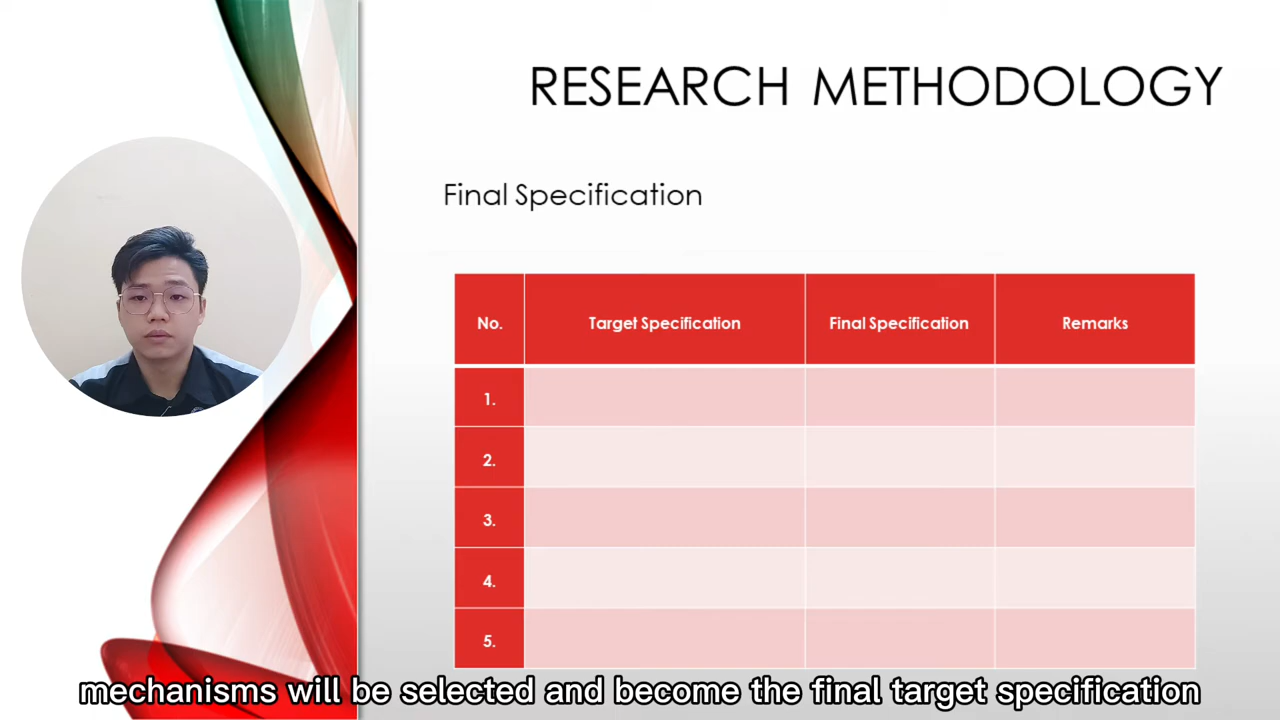 RESEARCH METHODOLOGY
Final Specification
No. Target Specification Final Specification Remarks
1.
2.
3.
4.
5.
mechanisms will be selected and become the final target specification